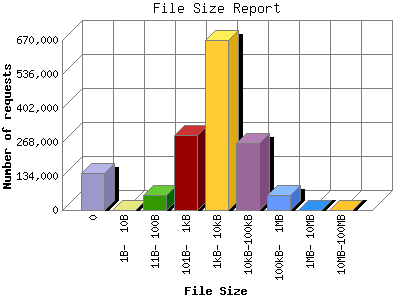 File Size Report
Number of requests
670,000
536,000
402,000
268,000
134,000
0
0
1B- 10B
11B- 100B
101B- 1kB
1kB- 10kB
10kB-100kB
100kB- 1MB
1MB- 10MB
10MB-100MB
File Size